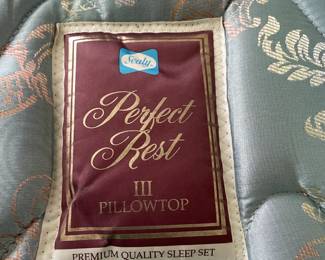 Sealy
Perfect
Rest
III
PILLOWTOP
PREMIUM QUALITY SLEEP SET